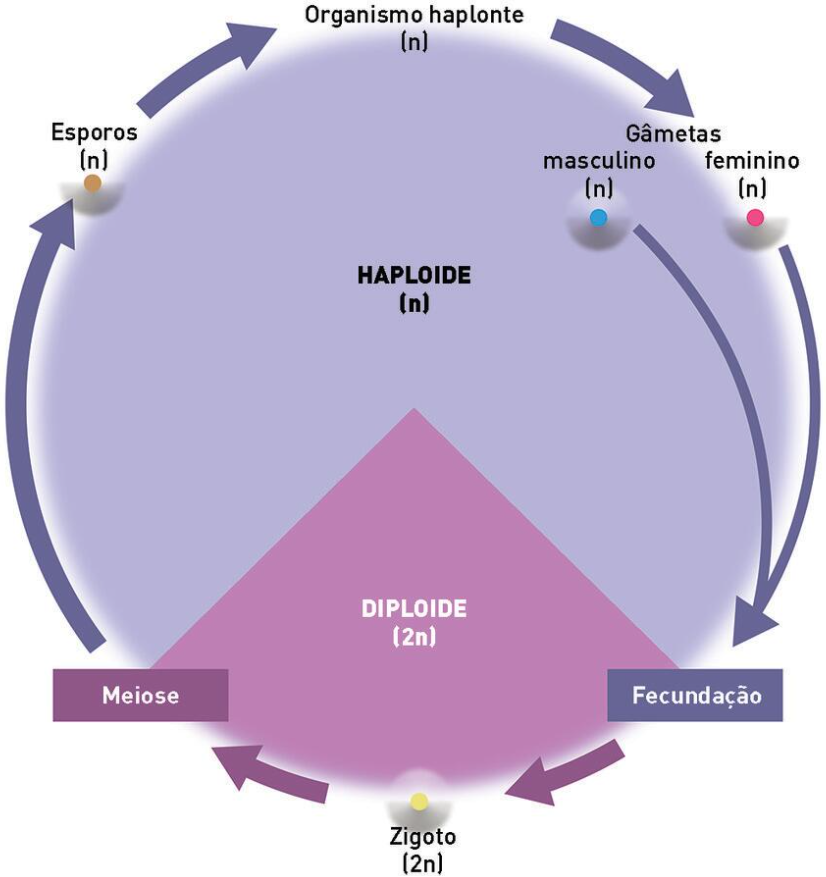 Organismo haplonte
(n)
Esporos
(n)
Gâmetas
masculino
(n)
feminino
(n)
HAPLOIDE
(n)
DIPLOIDE
(2n)
Meiose
Fecundação
Zigoto
(2n)